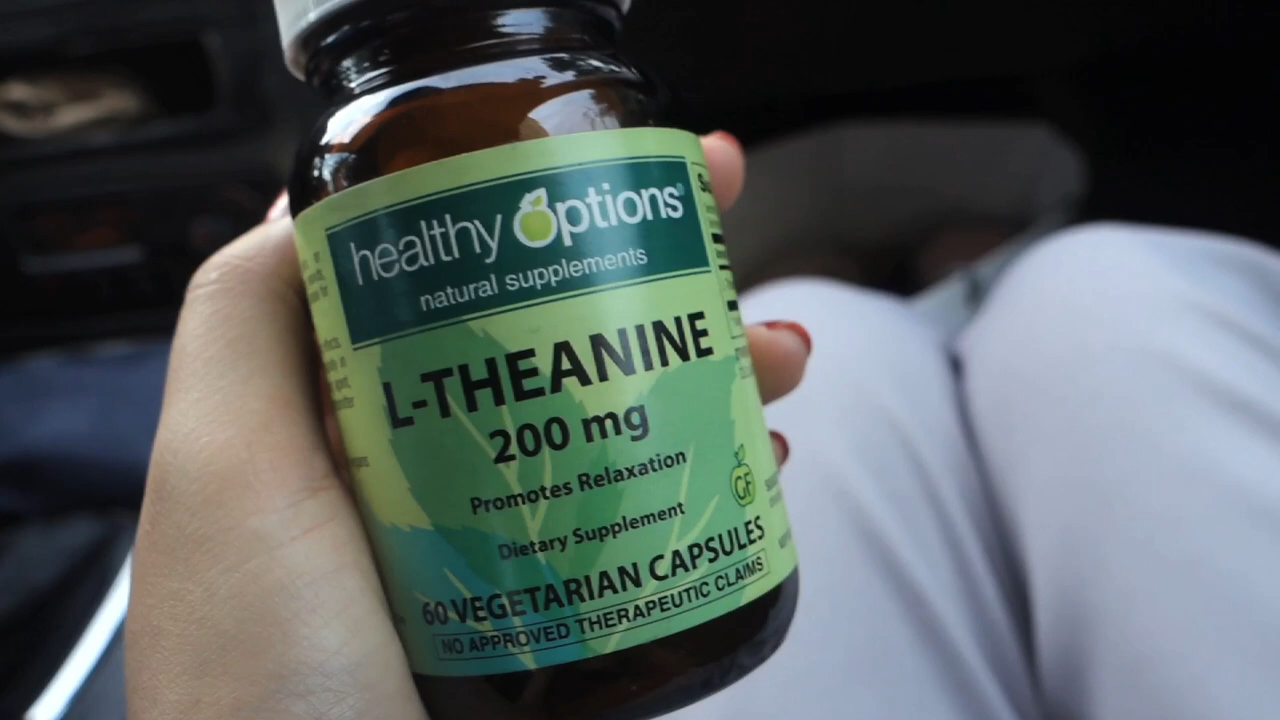 healthy Options®
natural supplements
L-THEANINE
200 mg
Promotes Relaxation
GF
Dietary Supplement
60 VEGETARIAN CAPSULES
NO APPROVED THERAPEUTIC CLAIMS